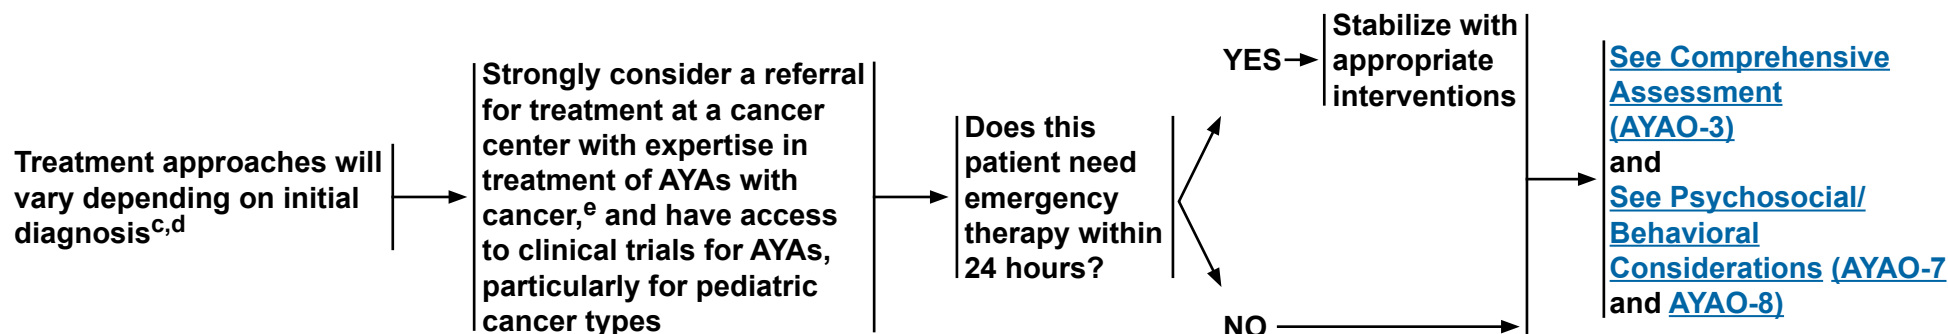 Treatment approaches will
vary depending on initial
diagnosisc,d
Strongly consider a referral
for treatment at a cancer
center with expertise in
treatment of AYAs with
cancer,e and have access
to clinical trials for AYAs,
particularly for pediatric
cancer types
Does this
patient need
emergency
therapy within
24 hours?
YES
Stabilize with
appropriate
interventions
NO
See Comprehensive
Assessment
(AYAO-3)
and
See Psychosocial/
Behavioral
Considerations (AYAO-7
and AYAO-8)